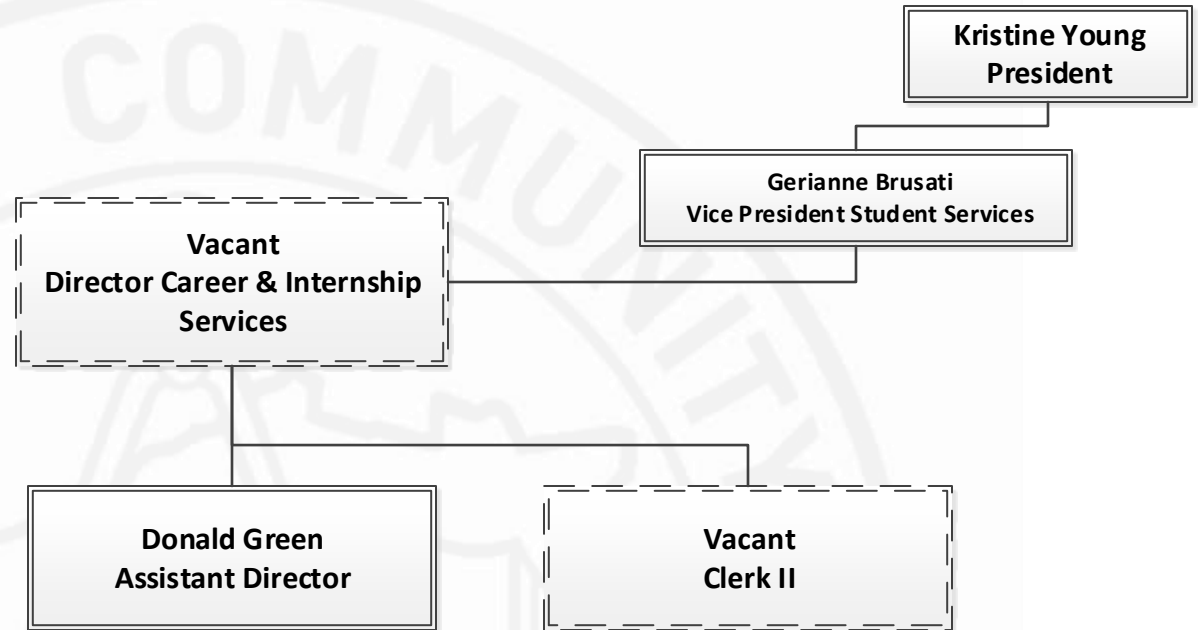 COMMUNITY
Kristine Young
President
Gerianne Brusati
Vice President Student Services
Vacant
Director Career & Internship
Services
Donald Green
Assistant Director
Vacant
Clerk II